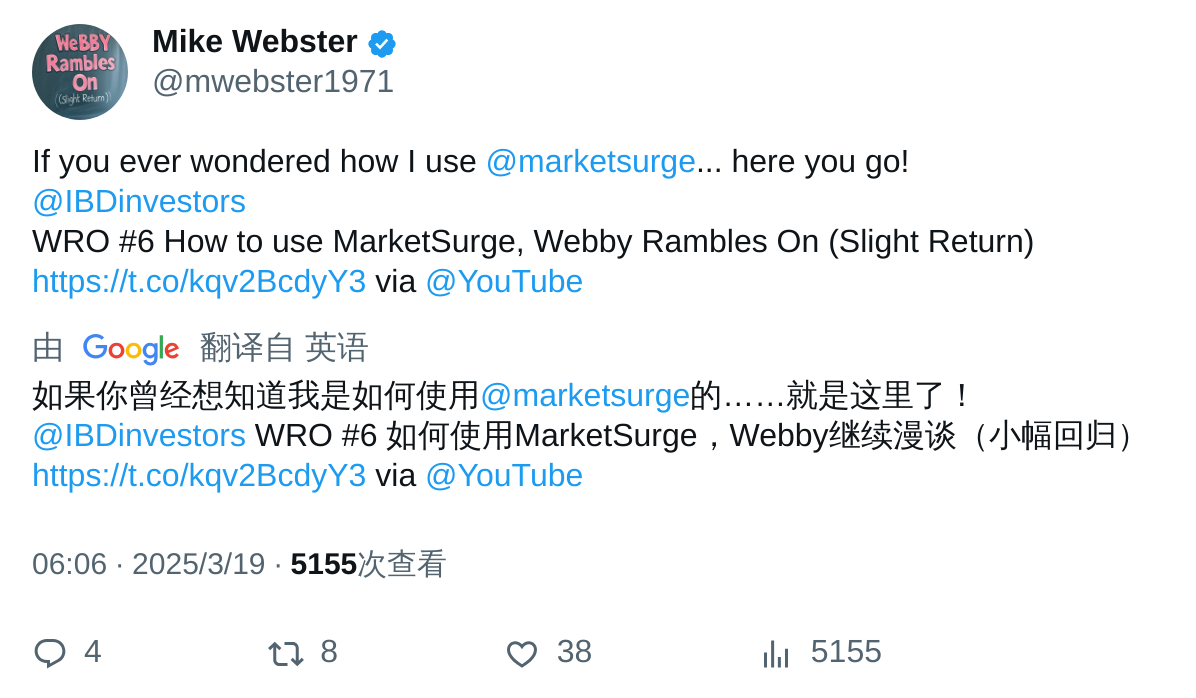 WeBBY
Rambles
On
((Slight Return))
Mike Webster
@mwebster1971
If you ever wondered how I use @marketsurge... here you go!
@IBDinvestors
WRO #6 How to use MarketSurge, Webby Rambles On (Slight Return)
https://t.co/kqv2BcdyY3 via @YouTube
由 Google 翻译自 英语
如果你曾经想知道我是如何使用@marketsurge的……就是这里了！
@IBDinvestors WRO #6 如何使用MarketSurge，Webby继续漫谈（小幅回归）
https://t.co/kqv2BcdyY3 via @YouTube
06:06 · 2025/3/19 · 5155次查看
4 8 38 5155